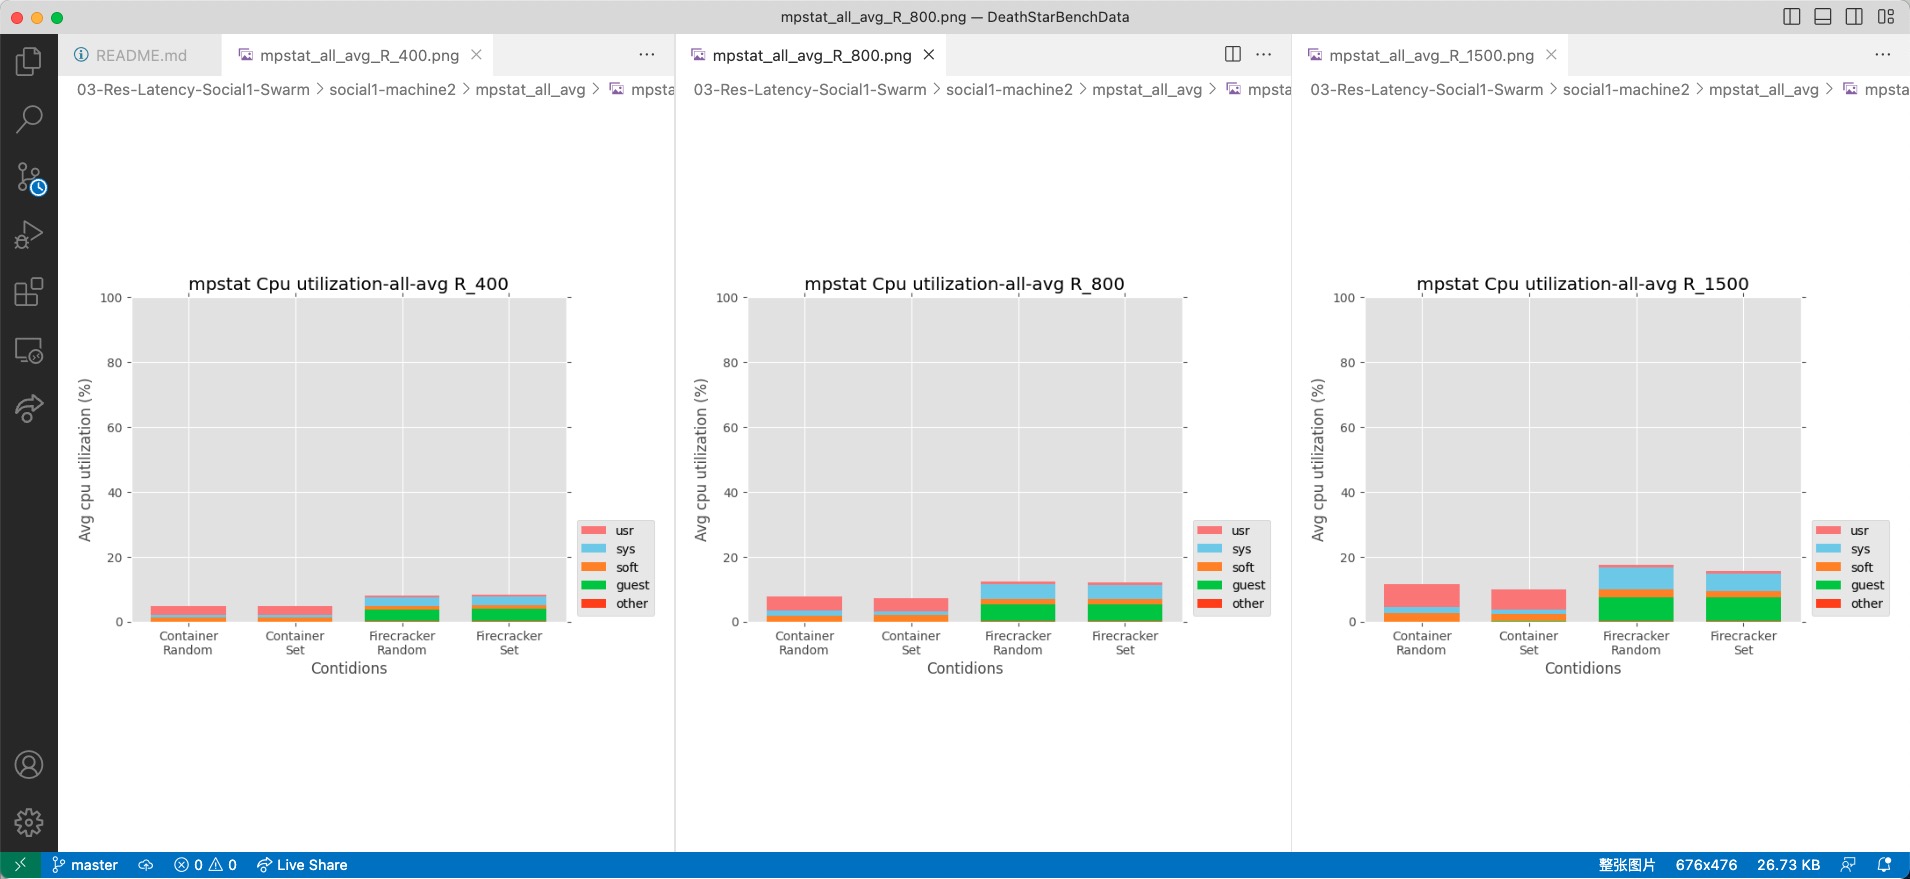 mpstat_all_avg_R_800.png — DeathStarBenchData
README.md
mpstat_all_avg_R_400.png
mpstat_all_avg_R_800.png
mpstat_all_avg_R_1500.png
03-Res-Latency-Social1-Swarm > social1-machine2 > mpstat_all_avg > mpsta
03-Res-Latency-Social1-Swarm > social1-machine2 > mpstat_all_avg > mpsta
03-Res-Latency-Social1-Swarm > social1-machine2 > mpstat_all_avg > mpsta
mpstat Cpu utilization-all-avg R_400
100
80
60
40
20
0
Avg cpu utilization (%)
usr
sys
soft
guest
other
Container
Random
Container
Set
Firecracker
Random
Firecracker
Set
Contidions
mpstat Cpu utilization-all-avg R_800
100
80
60
40
20
0
Avg cpu utilization (%)
usr
sys
soft
guest
other
Container
Random
Container
Set
Firecracker
Random
Firecracker
Set
Contidions
mpstat Cpu utilization-all-avg R_1500
100
80
60
40
20
0
Avg cpu utilization (%)
usr
sys
soft
guest
other
Container
Random
Container
Set
Firecracker
Random
Firecracker
Set
Contidions
master 0 0 Live Share 整张图片 676x476 26.73 KB